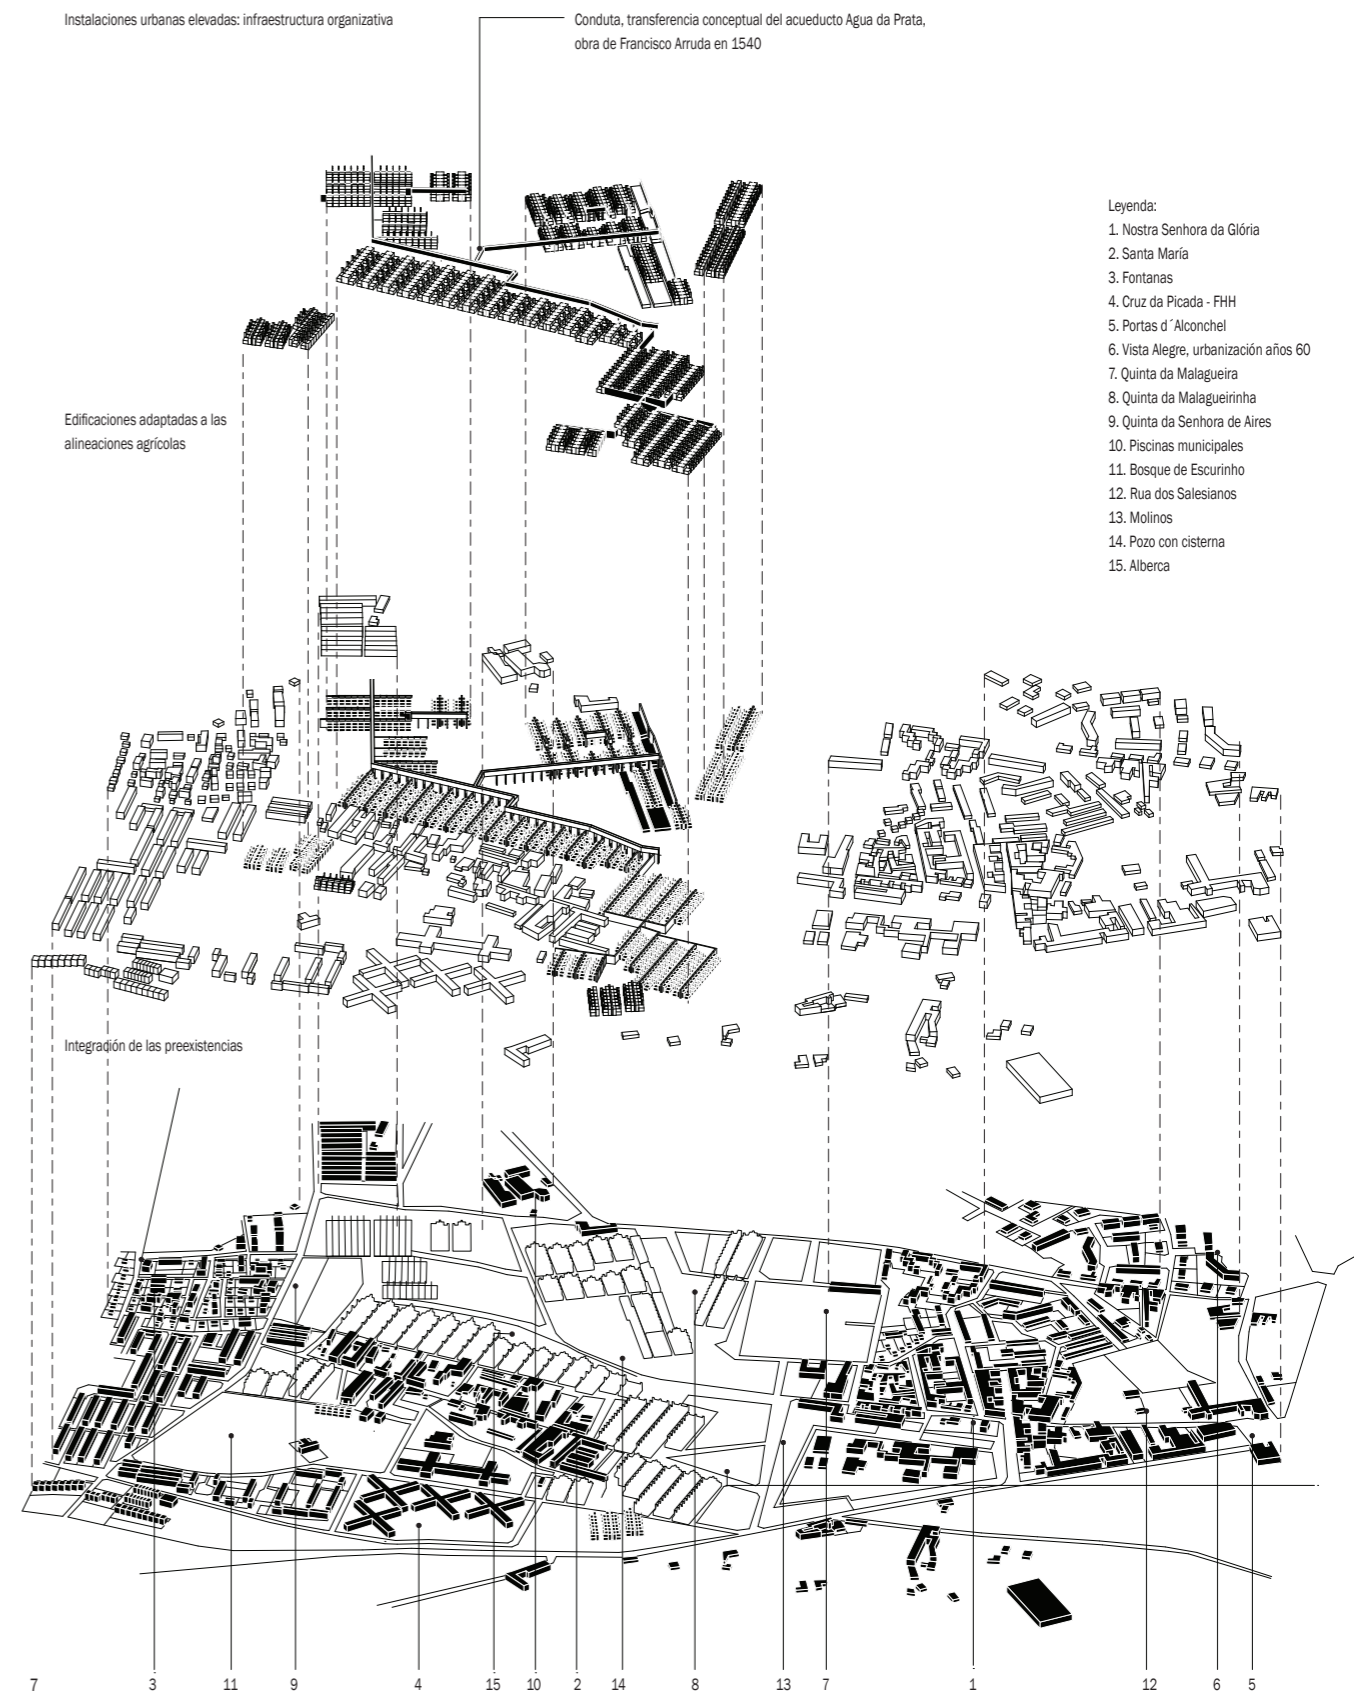 Instalaciones urbanas elevadas: infraestructura organizativa
Conduta, transferencia conceptual del acueducto Agua da Prata,
obra de Francisco Arruda en 1540
Leyenda:
1. Nostra Senhora da Glória
2. Santa María
3. Fontanas
4. Cruz da Picada - FHH
5. Portas d´Alconchel
6. Vista Alegre, urbanización años 60
7. Quinta da Malagueira
8. Quinta da Malagueirinha
9. Quinta da Senhora de Aires
10. Piscinas municipales
11. Bosque de Escurinho
12. Rua dos Salesianos
13. Molinos
14. Pozo con cisterna
15. Alberca
Edificaciones adaptadas a las
alineaciones agrícolas
Integración de las preexistencias
7 3 11 9 4 15 10 2 14 8 13 7 1 12 6 5